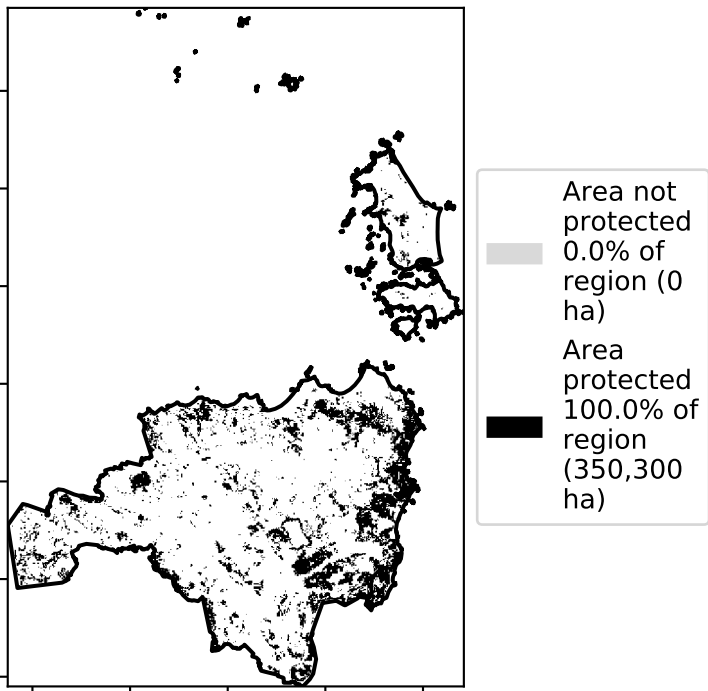 Area not
protected
0.0% of
region (0
ha)
Area
protected
100.0% of
region
(350,300
ha)